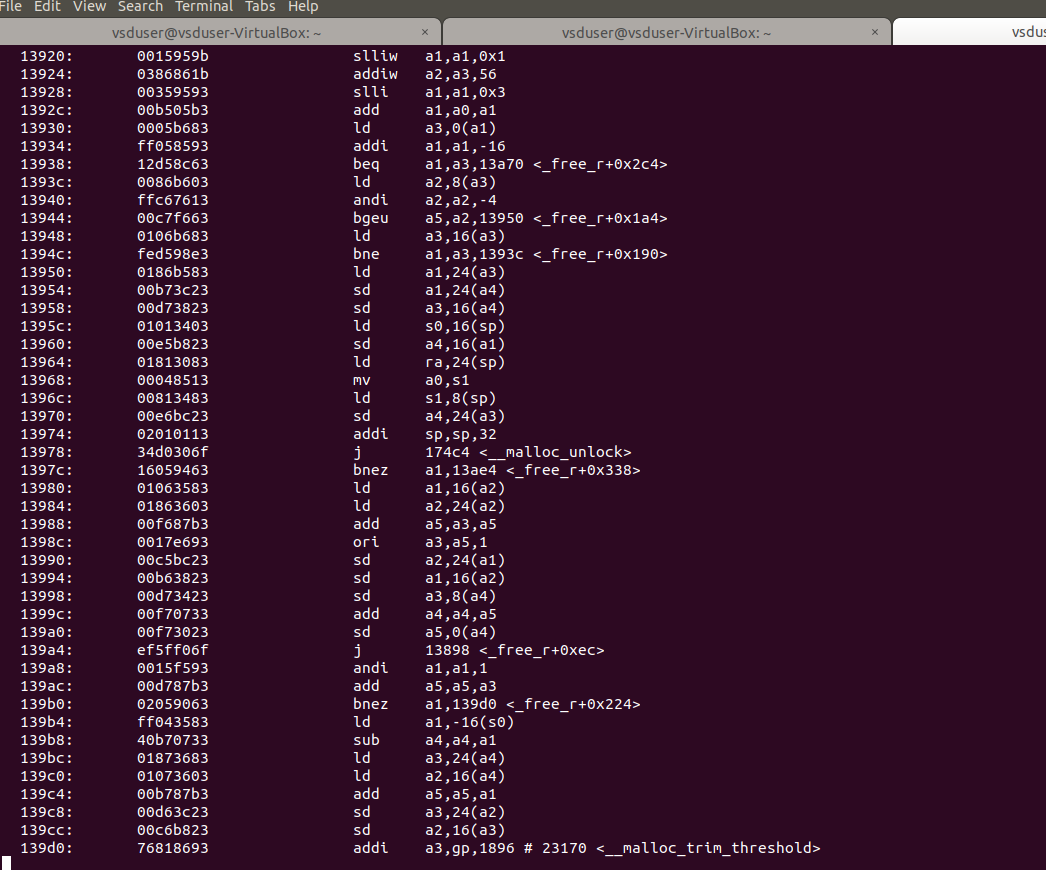 File Edit View Search Terminal Tabs Help
vsduser@vsduser-VirtualBox: ~ × vsduser@vsduser-VirtualBox: ~ × vsdus
13920: 0015959b slliw a1,a1,0x1
13924: 0386861b addiw a2,a3,56
13928: 00359593 slli a1,a1,0x3
1392c: 00b505b3 add a1,a0,a1
13930: 0005b683 ld a3,0(a1)
13934: ff058593 addi a1,a1,-16
13938: 12d58c63 beq a1,a3,13a70 <_free_r+0x2c4>
1393c: 0086b603 ld a2,8(a3)
13940: ffc67613 andi a2,a2,-4
13944: 00c7f663 bgeu a5,a2,13950 <_free_r+0x1a4>
13948: 0106b683 ld a3,16(a3)
1394c: fed598e3 bne a1,a3,1393c <_free_r+0x190>
13950: 0186b583 ld a1,24(a3)
13954: 00b73c23 sd a1,24(a4)
13958: 00d73823 sd a3,16(a4)
1395c: 01013403 ld s0,16(sp)
13960: 00e5b823 sd a4,16(a1)
13964: 01813083 ld ra,24(sp)
13968: 00048513 mv a0,s1
1396c: 00813483 ld s1,8(sp)
13970: 00e6bc23 sd a4,24(a3)
13974: 02010113 addi sp,sp,32
13978: 34d0306f j 174c4 <__malloc_unlock>
1397c: 16059463 bnez a1,13ae4 <_free_r+0x338>
13980: 01063583 ld a1,16(a2)
13984: 01863603 ld a2,24(a2)
13988: 00f687b3 add a5,a3,a5
1398c: 0017e693 ori a3,a5,1
13990: 00c5bc23 sd a2,24(a1)
13994: 00b63823 sd a1,16(a2)
13998: 00d73423 sd a3,8(a4)
1399c: 00f70733 add a4,a4,a5
139a0: 00f73023 sd a5,0(a4)
139a4: ef5ff06f j 13898 <_free_r+0xec>
139a8: 0015f593 andi a1,a1,1
139ac: 00d787b3 add a5,a5,a3
139b0: 02059063 bnez a1,139d0 <_free_r+0x224>
139b4: ff043583 ld a1,-16(s0)
139b8: 40b70733 sub a4,a4,a1
139bc: 01873683 ld a3,24(a4)
139c0: 01073603 ld a2,16(a4)
139c4: 00b787b3 add a5,a5,a1
139c8: 00d63c23 sd a3,24(a2)
139cc: 00c6b823 sd a2,16(a3)
139d0: 76818693 addi a3,gp,1896 # 23170 <__malloc_trim_threshold>